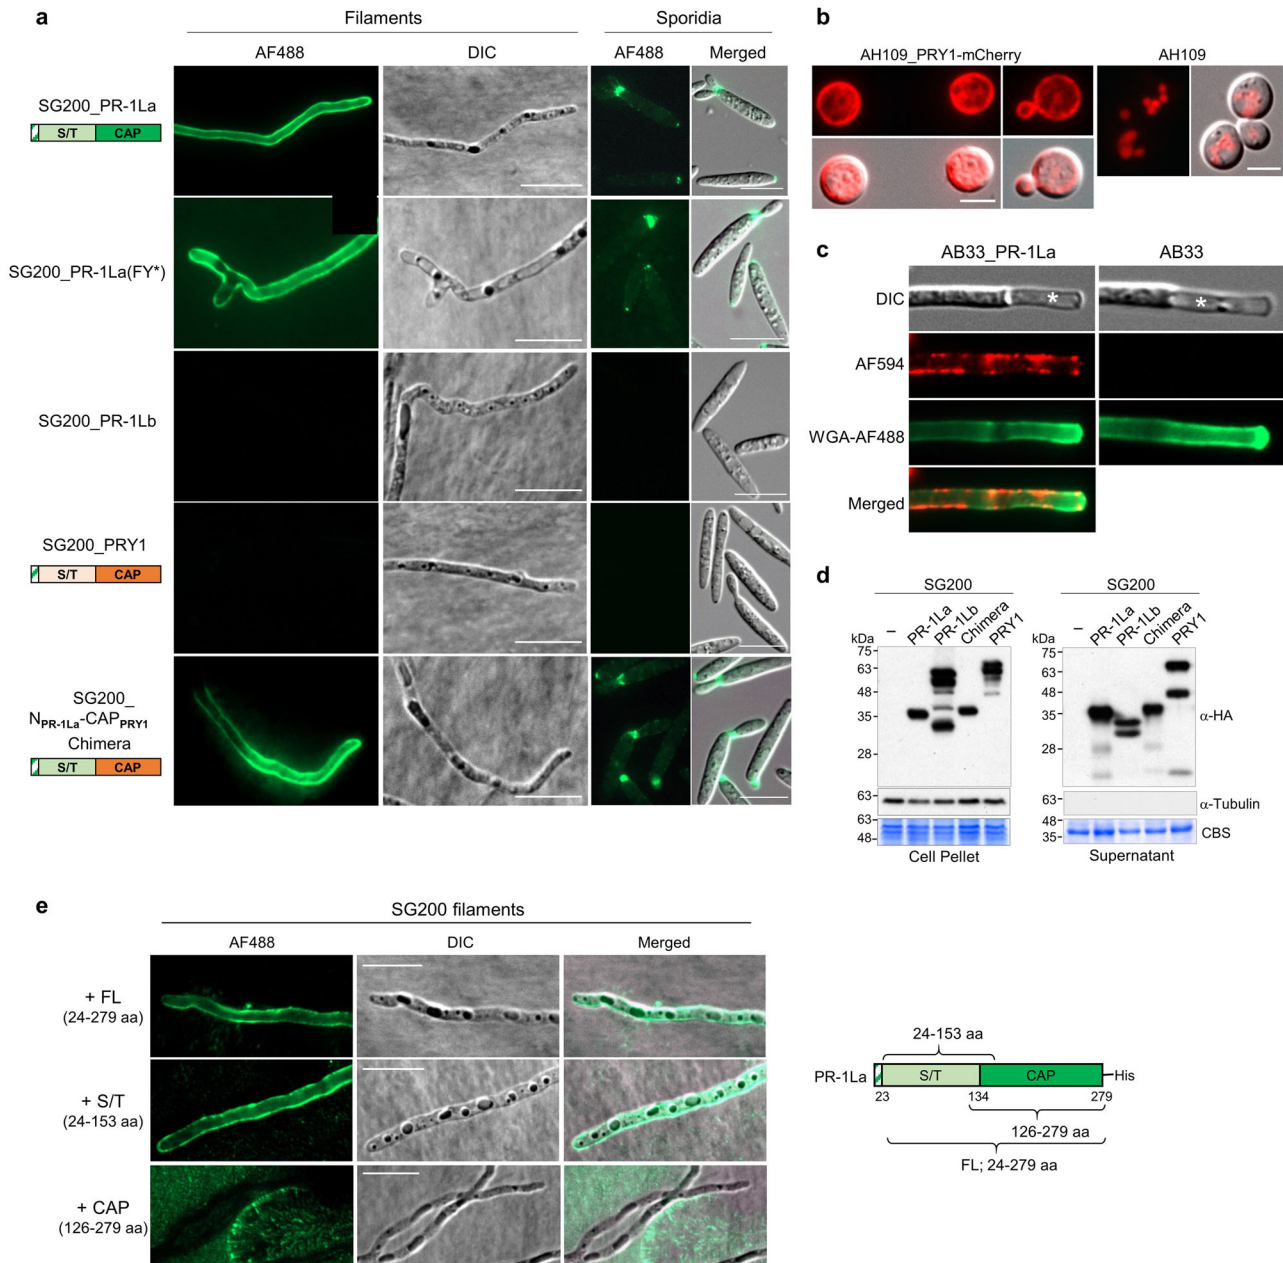 a
Filaments
Sporidia
AF488
DIC
AF488
Merged
SG200_PR-1La
S/T
CAP
SG200_PR-1La(FY*)
SG200_PR-1Lb
SG200_PRY1
S/T
CAP
SG200_
NPR-1La-CAPPRY1
Chimera
S/T
CAP
b
AH109_PRY1-mCherry
AH109
c
AB33_PR-1La
AB33
DIC
*
*
AF594
WGA-AF488
Merged
d
SG200
SG200
kDa
–
PR-1La
PR-1Lb
Chimera
PRY1
kDa
–
PR-1La
PR-1Lb
Chimera
PRY1
75
63
48
35
28
63
63
48
75
63
48
35
28
63
48
35
α-HA
α-Tubulin
CBS
Cell Pellet
Supernatant
e
SG200 filaments
AF488
DIC
Merged
+ FL
(24-279 aa)
+ S/T
(24-153 aa)
+ CAP
(126-279 aa)
24-153 aa
PR-1La
S/T
CAP
His
23
134
279
126-279 aa
FL; 24-279 aa